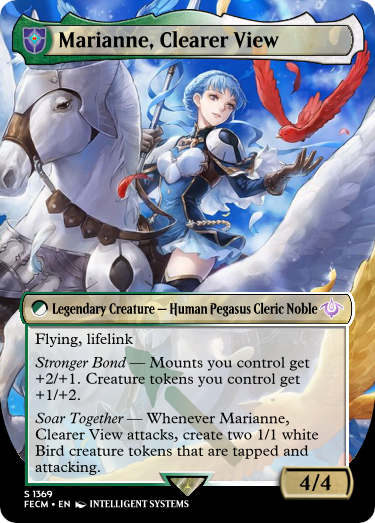 Marianne, Clearer View
Legendary Creature — Human Pegasus Cleric Noble
Flying, lifelink
Stronger Bond — Mounts you control get
+2/+1. Creature tokens you control get
+1/+2.
Soar Together — Whenever Marianne,
Clearer View attacks, create two 1/1 white
Bird creature tokens that are tapped and
attacking.
4/4
S 1369
FECM • EN INTELLIGENT SYSTEMS